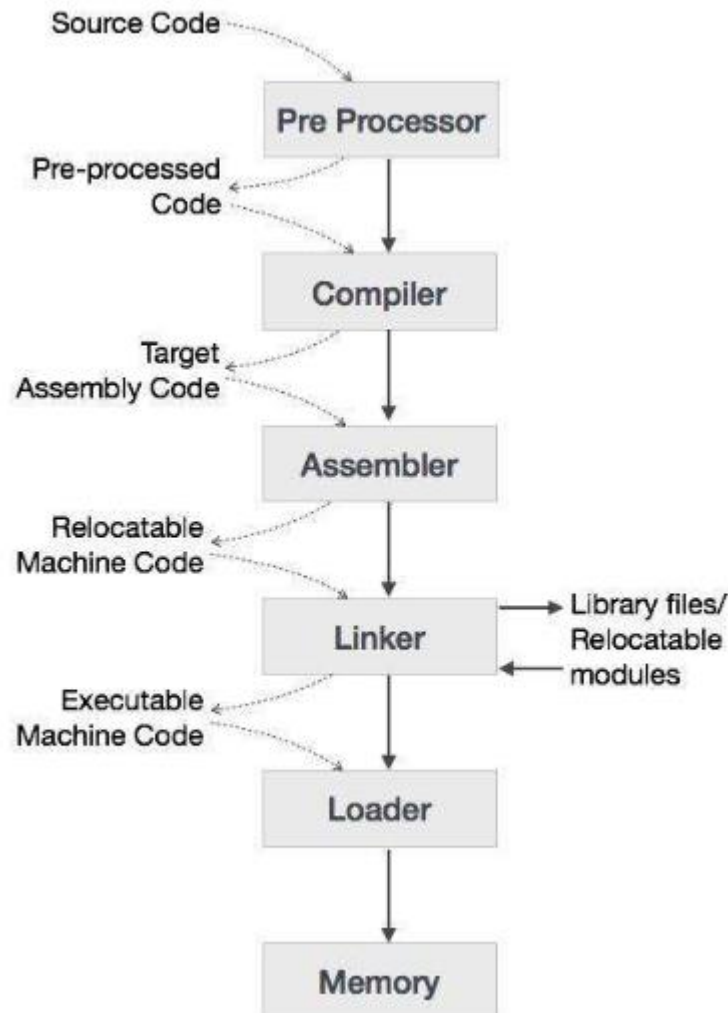 Source Code
Pre Processor
Pre-processed
Code
Compiler
Target
Assembly Code
Assembler
Relocatable
Machine Code
Linker
Library files/
Relocatable
modules
Executable
Machine Code
Loader
Memory